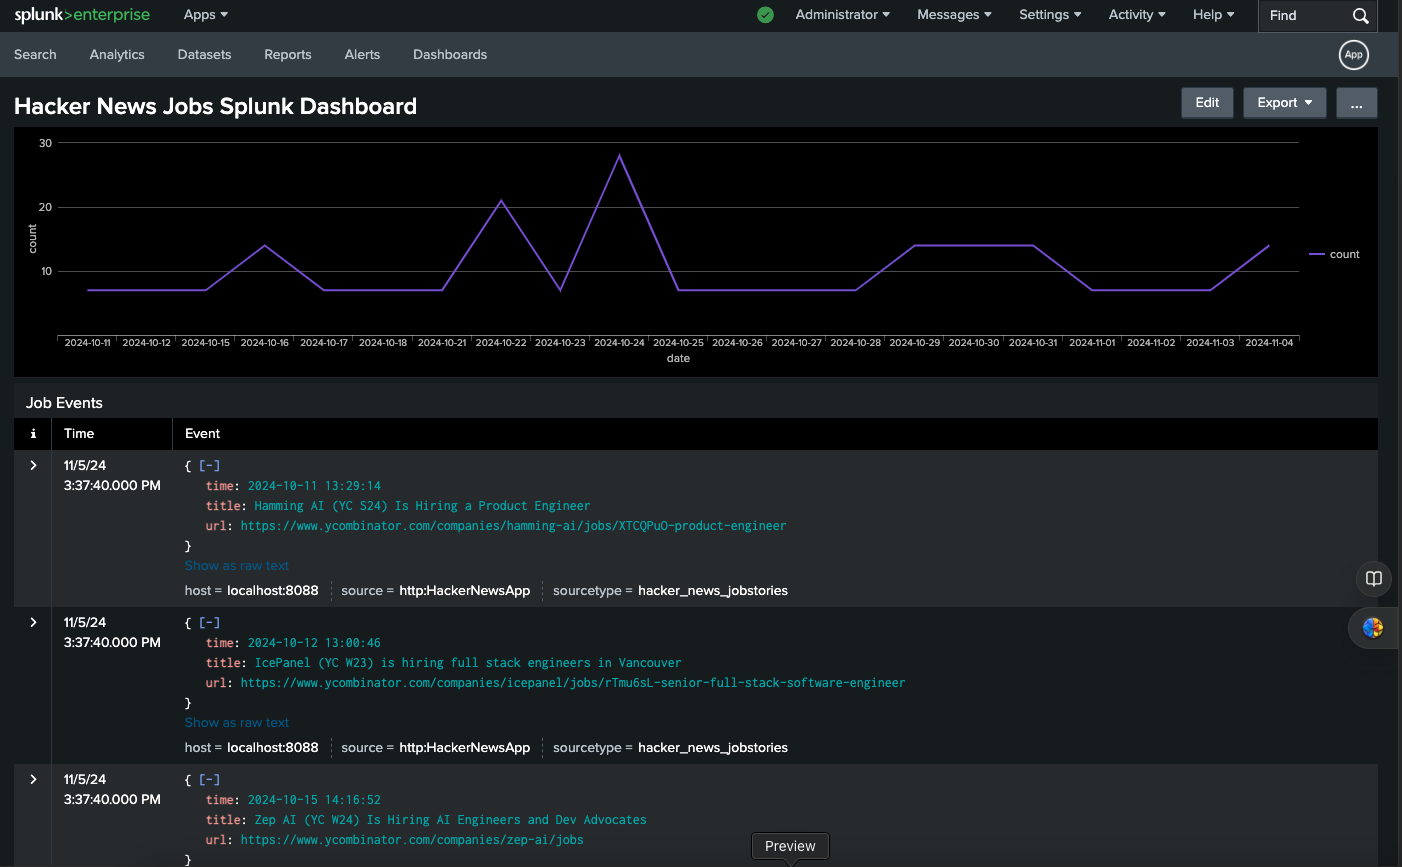 splunk>enterprise Apps Administrator Messages Settings Activity Help Find
Search Analytics Datasets Reports Alerts Dashboards App
Hacker News Jobs Splunk Dashboard Edit Export ...
30
20
10
count
count
2024-10-11 2024-10-12 2024-10-15 2024-10-16 2024-10-17 2024-10-18 2024-10-21 2024-10-22 2024-10-23 2024-10-24 2024-10-25 2024-10-26 2024-10-27 2024-10-28 2024-10-29 2024-10-30 2024-10-31 2024-11-01 2024-11-02 2024-11-03 2024-11-04
date
Job Events
i Time Event
11/5/24 { [-]
3:37:40.000 PM time: 2024-10-11 13:29:14
title: Hamming AI (YC S24) Is Hiring a Product Engineer
url: https://www.ycombinator.com/companies/hamming-ai/jobs/XTCQPuO-product-engineer
}
Show as raw text
host = localhost:8088 source = http:HackerNewsApp sourcetype = hacker_news_jobstories
11/5/24 { [-]
3:37:40.000 PM time: 2024-10-12 13:00:46
title: IcePanel (YC W23) is hiring full stack engineers in Vancouver
url: https://www.ycombinator.com/companies/icepanel/jobs/rTmu6sL-senior-full-stack-software-engineer
}
Show as raw text
host = localhost:8088 source = http:HackerNewsApp sourcetype = hacker_news_jobstories
11/5/24 { [-]
3:37:40.000 PM time: 2024-10-15 14:16:52
title: Zep AI (YC W24) Is Hiring AI Engineers and Dev Advocates
url: https://www.ycombinator.com/companies/zep-ai/jobs
}
Preview